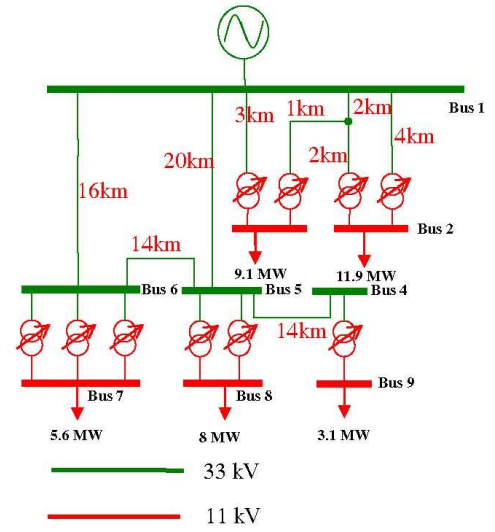 Bus 1
3km
1km
2km
4km
20km
2km
16km
Bus 2
14km
9.1 MW
11.9 MW
Bus 6
Bus 5
Bus 4
14km
Bus 7
Bus 8
Bus 9
5.6 MW
8 MW
3.1 MW
33 kV
11 kV